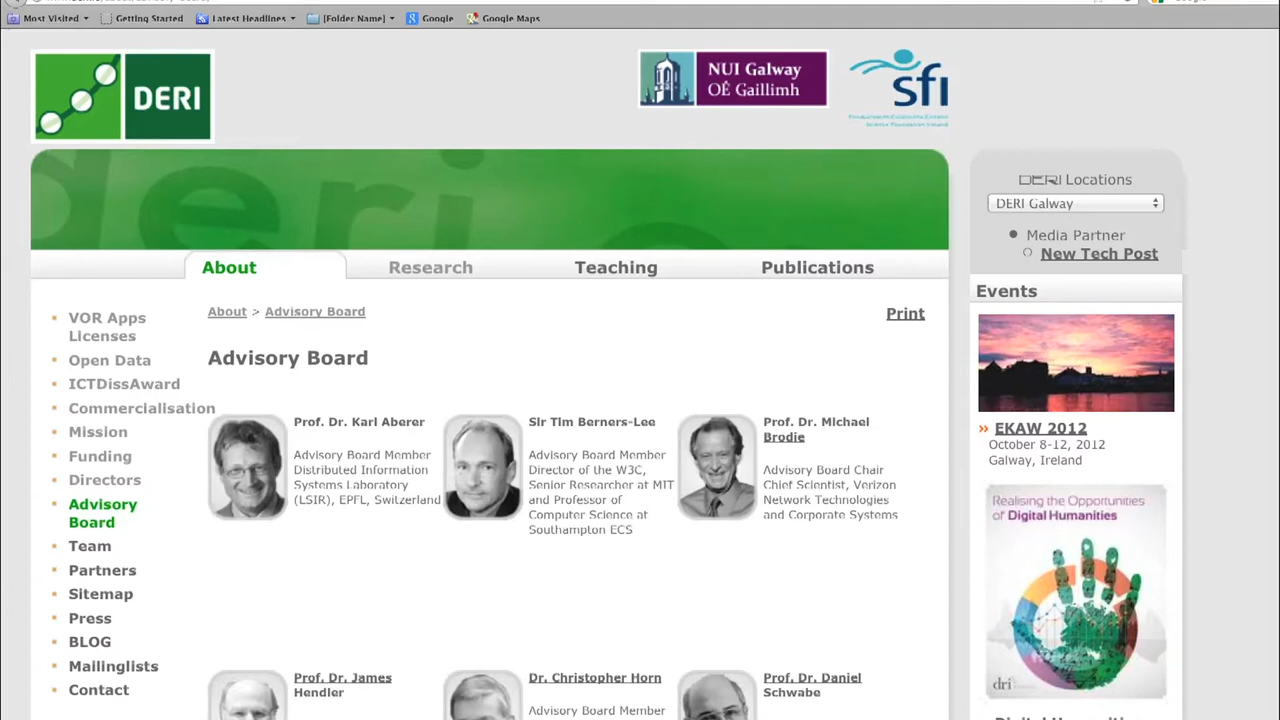 Most Visited
Getting Started
Latest Headlines
[Folder Name]
Google
Google Maps
DERI
NUI Galway
OÉ Gaillimh
sfi
Locations
DERI Galway
Media Partner
New Tech Post
About
Research
Teaching
Publications
Events
About > Advisory Board
Print
VOR Apps
Licenses
Open Data
ICTDissAward
Commercialisation
Mission
Funding
Directors
Advisory
Board
Team
Partners
Sitemap
Press
BLOG
Mailinglists
Contact
Advisory Board
Prof. Dr. Karl Aberer
Advisory Board Member
Distributed Information
Systems Laboratory
(LSIR), EPFL, Switzerland
Sir Tim Berners-Lee
Advisory Board Member
Director of the W3C,
Senior Researcher at MIT
and Professor of
Computer Science at
Southampton ECS
Prof. Dr. Michael
Brodie
Advisory Board Chair
Chief Scientist, Verizon
Network Technologies
and Corporate Systems
Prof. Dr. James
Hendler
Dr. Christopher Horn
Advisory Board Member
Prof. Dr. Daniel
Schwabe
EKAW 2012
October 8-12, 2012
Galway, Ireland
Realising the Opportunities
of Digital Humanities
dri
Digital Humanities